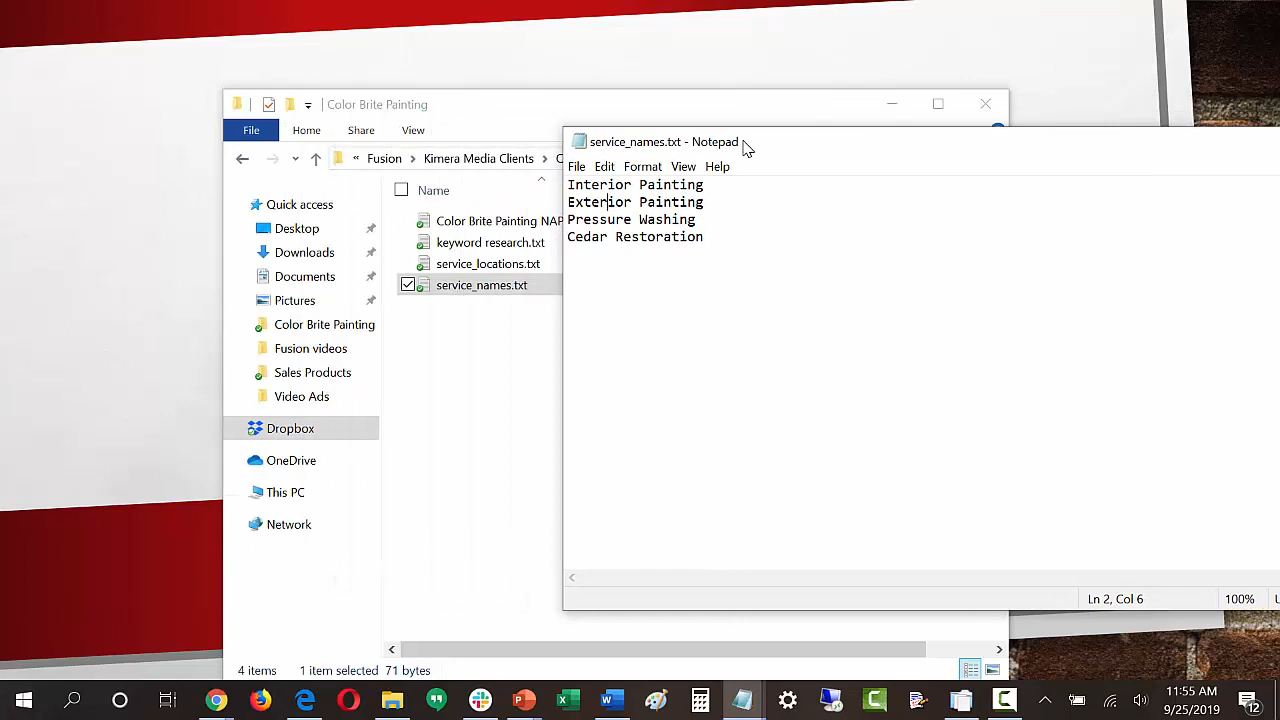 Color Brite Painting
File Home Share View
« Fusion Kimera Media Clients
Name
Quick access
Desktop
Downloads
Documents
Pictures
Color Brite Painting
Fusion videos
Sales Products
Video Ads
Dropbox
OneDrive
This PC
Network
Color Brite Painting NAP
keyword research.txt
service_locations.txt
service_names.txt
4 items 1 item selected 71 bytes
service_names.txt - Notepad
File Edit Format View Help
Interior Painting
Exterior Painting
Pressure Washing
Cedar Restoration
Ln 2, Col 6 100%
11:55 AM
9/25/2019
12